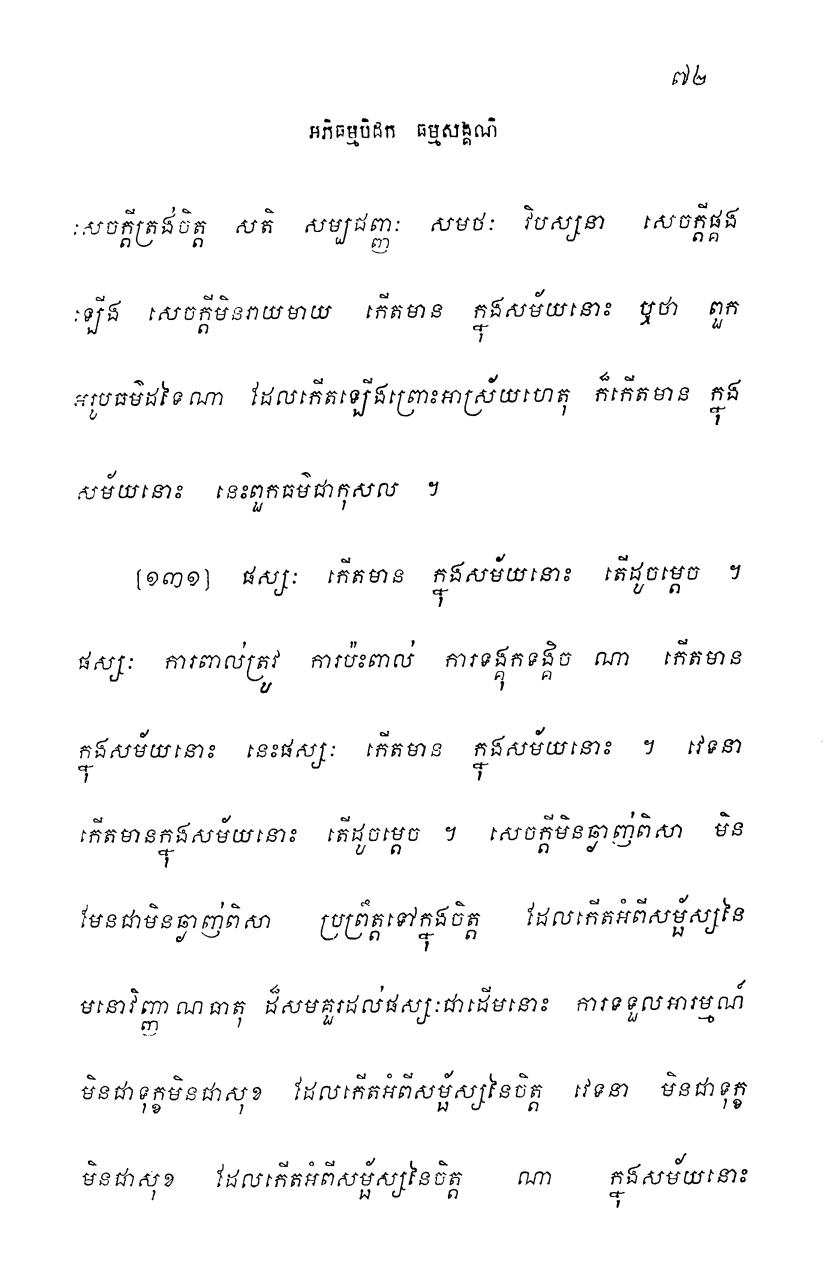 ៧២
អភិធម្មបិដក ធម្មសង្គណិ
ៈសេចក្តីត្រង់ចិត្ត សតិ សម្បជញ្ញៈ សមថៈ វិបស្សនា សេចក្តីផ្គង
ៈឡើង សេចក្តីមិនរាយមាយ កើតមាន ក្នុងសម័យនោះ ឬថា ពួក
អរូបធម៌ដទៃណា ដែលកើតឡើងព្រោះអាស្រ័យហេតុ ក៏កើតមាន ក្នុង
សម័យនោះ នេះពួកធម៌ជាកុសល ។
[១៣១] ផស្សៈ កើតមាន ក្នុងសម័យនោះ តើដូចម្តេច ។
ផស្សៈ ការពាល់ត្រូវ ការប៉ះពាល់ ការទង្គុកទង្គិច ណា កើតមាន
ក្នុងសម័យនោះ នេះផស្សៈ កើតមាន ក្នុងសម័យនោះ ។ វេទនា
កើតមានក្នុងសម័យនោះ តើដូចម្តេច ។ សេចក្តីមិនឆ្ងាញ់ពិសា មិន
មែនជាមិនឆ្ងាញ់ពិសា ប្រព្រឹត្តទៅក្នុងចិត្ត ដែលកើតអំពីសម្ផ័ស្សនៃ
មនោវិញ្ញាណធាតុ ដ៏សមគួរដល់ផស្សៈជាដើមនោះ ការទទួលអារម្មណ៍
មិនជាទុក្ខមិនជាសុខ ដែលកើតអំពីសម្ផ័ស្សនៃចិត្ត វេទនា មិនជាទុក្ខ
មិនជាសុខ ដែលកើតអំពីសម្ផ័ស្សនៃចិត្ត ណា ក្នុងសម័យនោះ